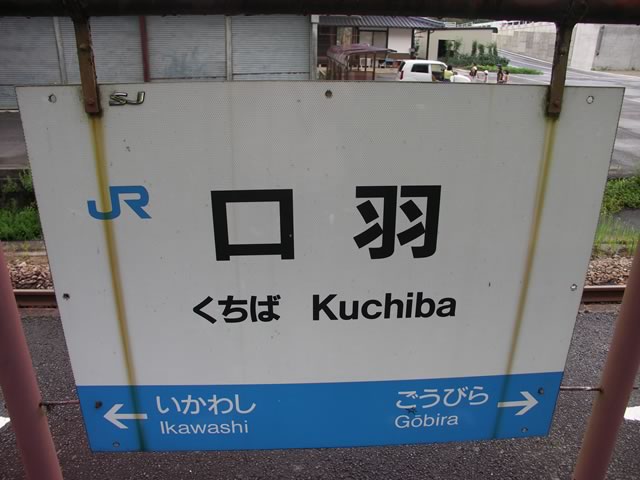 SJ
JR
口羽
くちば Kuchiba
いかわし ごうびら
Ikawashi Gōbira